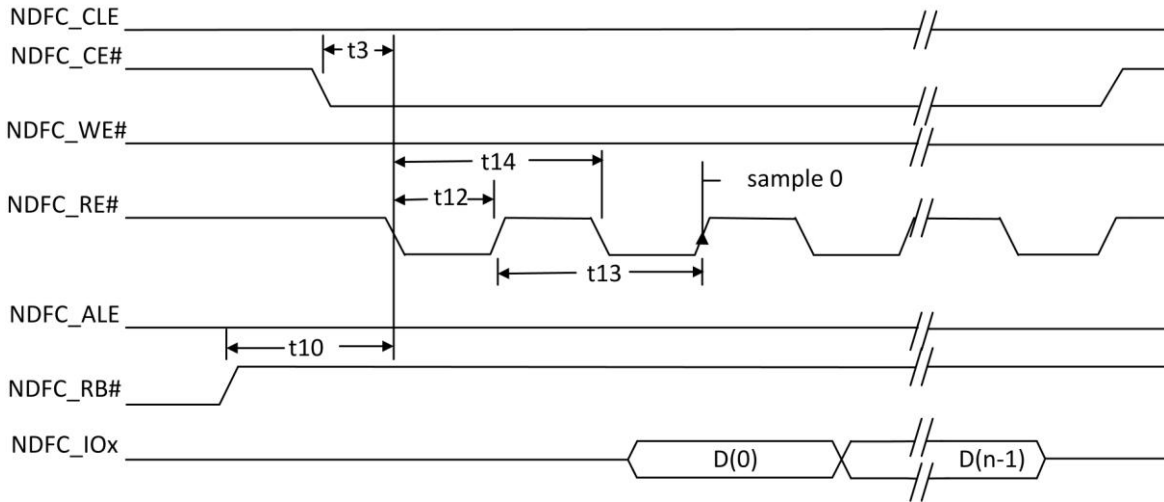 NDFC_CLE
t3
NDFC_CE#
NDFC_WE#
t14
sample 0
t12
NDFC_RE#
t13
NDFC_ALE
t10
NDFC_RB#
NDFC_IOx
D(0)
D(n-1)